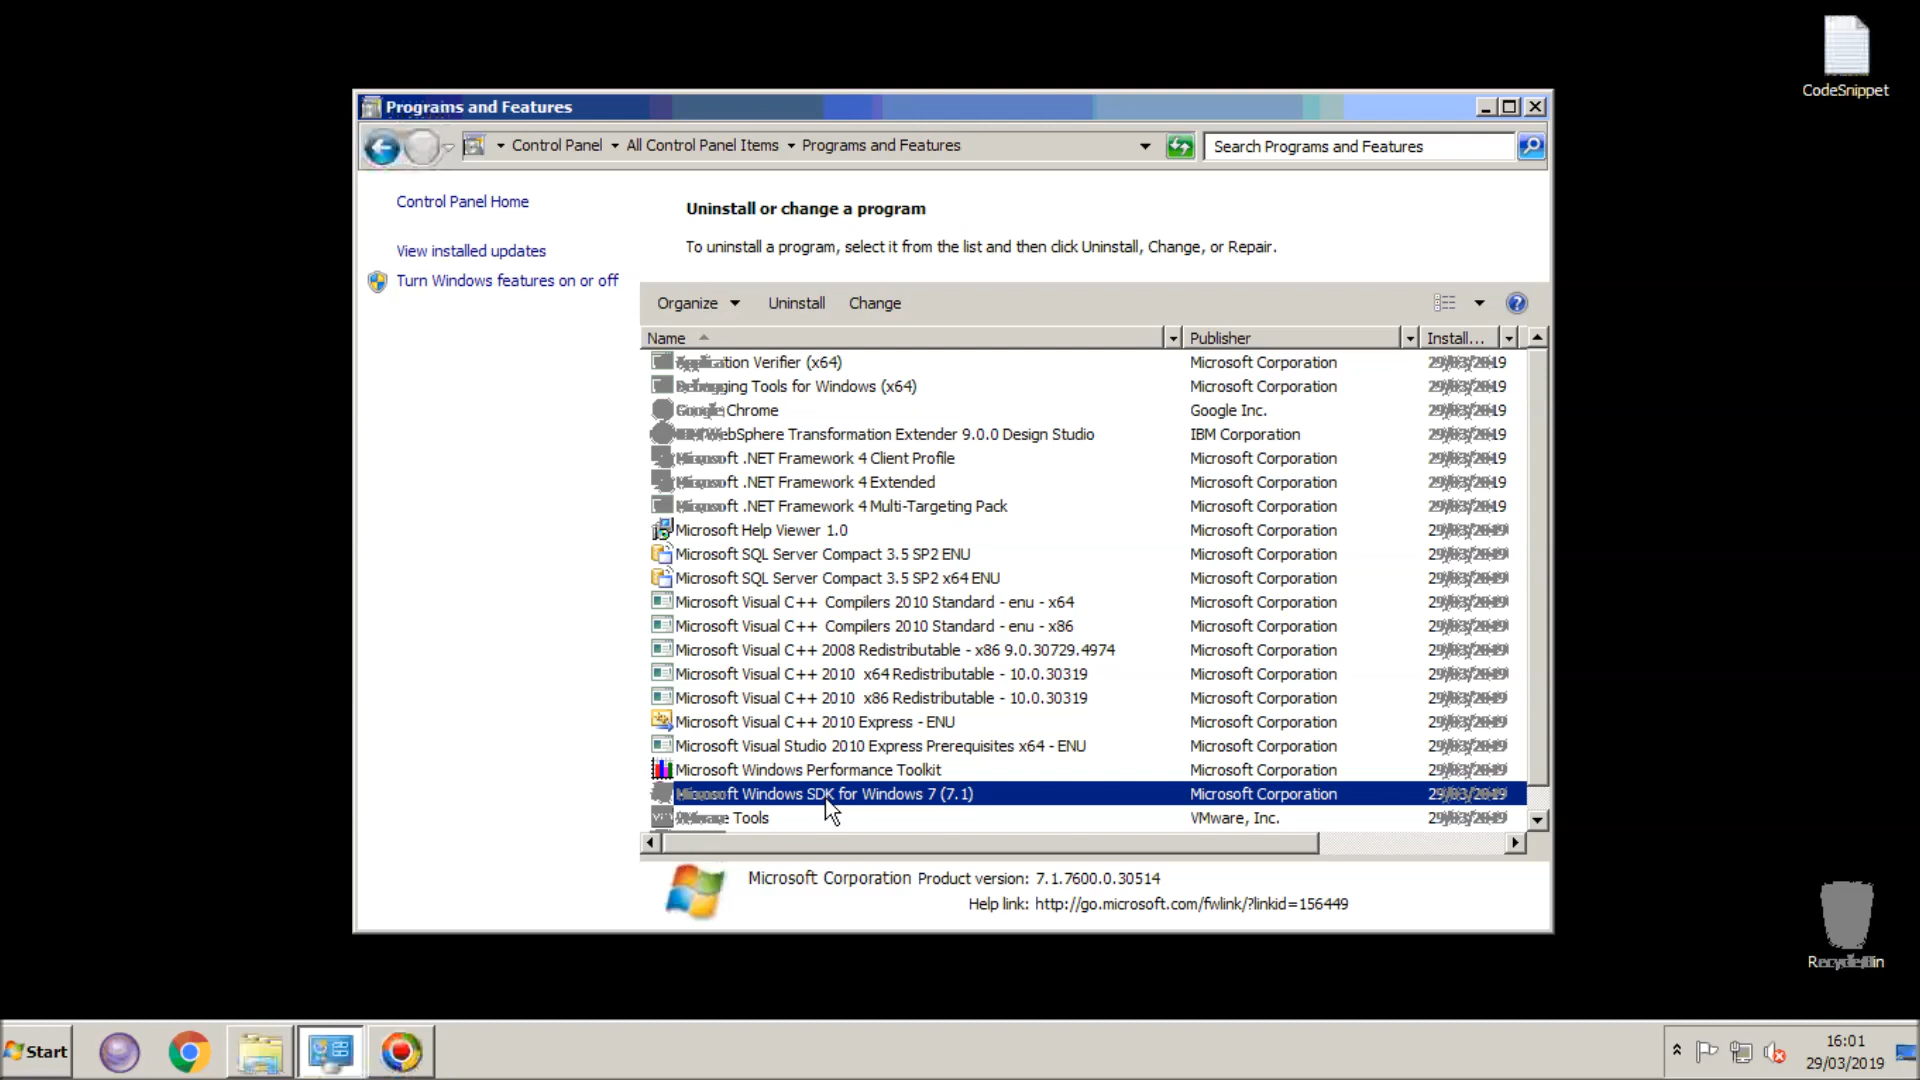 CodeSnippet
Programs and Features
Control Panel All Control Panel Items Programs and Features
Search Programs and Features
Control Panel Home
View installed updates
Turn Windows features on or off
Uninstall or change a program
To uninstall a program, select it from the list and then click Uninstall, Change, or Repair.
Organize Uninstall Change
Name Publisher Install...
Verifier (x64) Microsoft Corporation
Tools for Windows (x64) Microsoft Corporation
Chrome Google Inc.
WebSphere Transformation Extender 9.0.0 Design Studio IBM Corporation
.NET Framework 4 Client Profile Microsoft Corporation
.NET Framework 4 Extended Microsoft Corporation
.NET Framework 4 Multi-Targeting Pack Microsoft Corporation
Microsoft Help Viewer 1.0 Microsoft Corporation
Microsoft SQL Server Compact 3.5 SP2 ENU Microsoft Corporation
Microsoft SQL Server Compact 3.5 SP2 x64 ENU Microsoft Corporation
Microsoft Visual C++ Compilers 2010 Standard - enu - x64 Microsoft Corporation
Microsoft Visual C++ Compilers 2010 Standard - enu - x86 Microsoft Corporation
Microsoft Visual C++ 2008 Redistributable - x86 9.0.30729.4974 Microsoft Corporation
Microsoft Visual C++ 2010 x64 Redistributable - 10.0.30319 Microsoft Corporation
Microsoft Visual C++ 2010 x86 Redistributable - 10.0.30319 Microsoft Corporation
Microsoft Visual C++ 2010 Express - ENU Microsoft Corporation
Microsoft Visual Studio 2010 Express Prerequisites x64 - ENU Microsoft Corporation
Microsoft Windows Performance Toolkit Microsoft Corporation
Windows SDK for Windows 7 (7.1) Microsoft Corporation
Tools VMware, Inc.
Microsoft Corporation Product version: 7.1.7600.0.30514
Help link: http://go.microsoft.com/fwlink/?linkid=156449
Start
16:01
29/03/2019